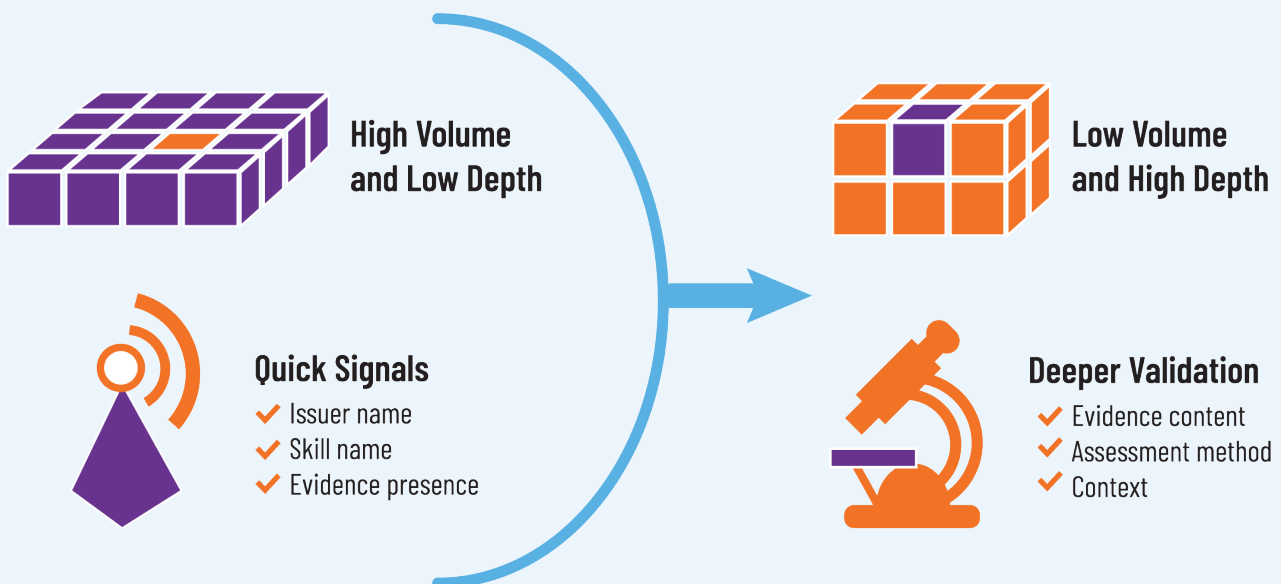 High Volume
and Low Depth
Quick Signals
Issuer name
Skill name
Evidence presence
Low Volume
and High Depth
Deeper Validation
Evidence content
Assessment method
Context